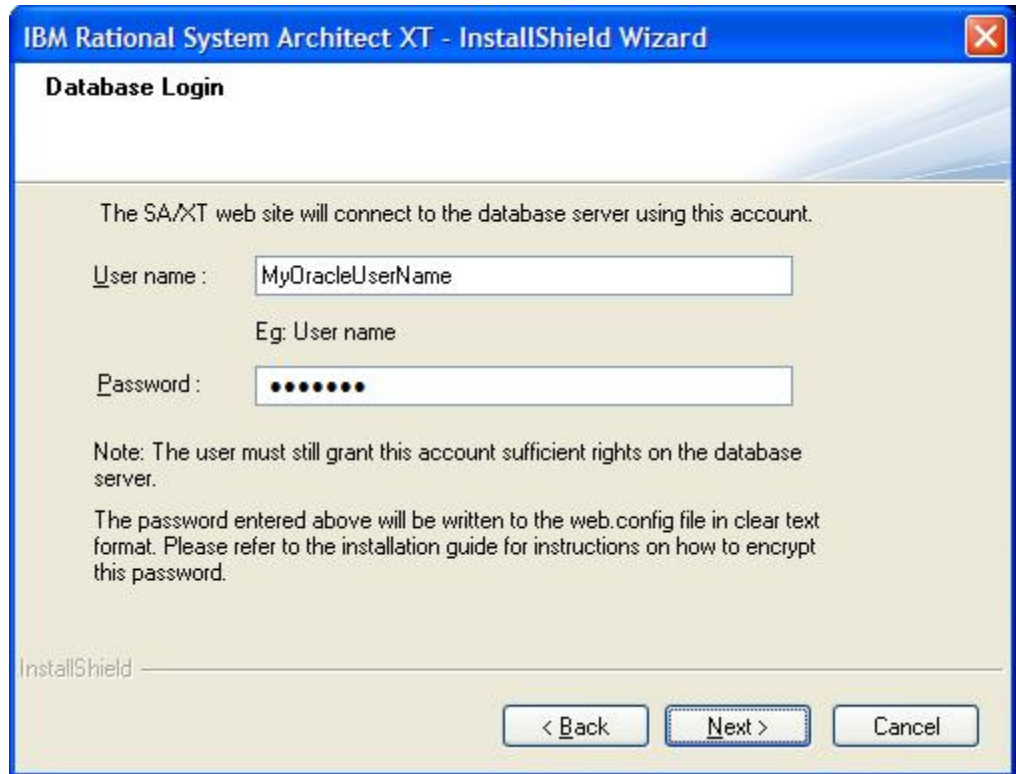 IBM Rational System Architect XT - InstallShield Wizard
Database Login
The SA/XT web site will connect to the database server using this account.
User name :
MyOracleUserName
Eg: User name
Password :
•••••••
Note: The user must still grant this account sufficient rights on the database
server.
The password entered above will be written to the web.config file in clear text
format. Please refer to the installation guide for instructions on how to encrypt
this password.
InstallShield
< Back
Next >
Cancel